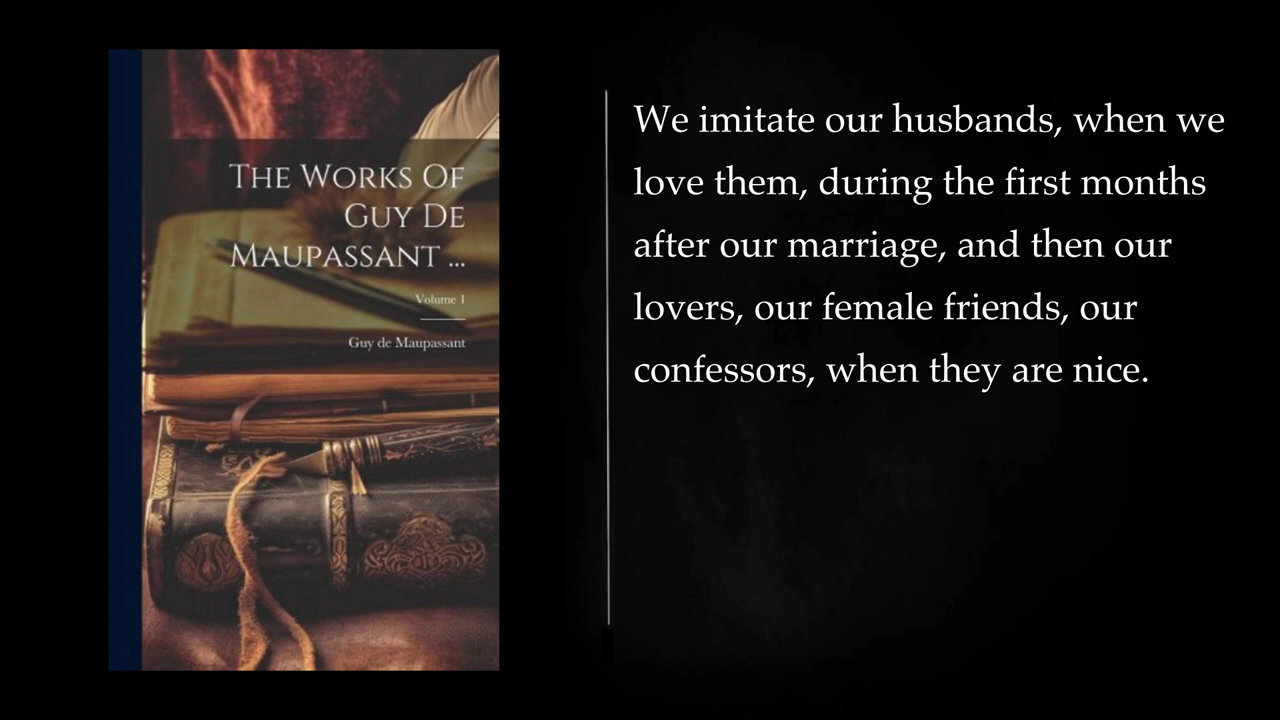 The Works Of
Guy De
Maupassant ...
Volume 1
Guy de Maupassant
We imitate our husbands, when we
love them, during the first months
after our marriage, and then our
lovers, our female friends, our
confessors, when they are nice.